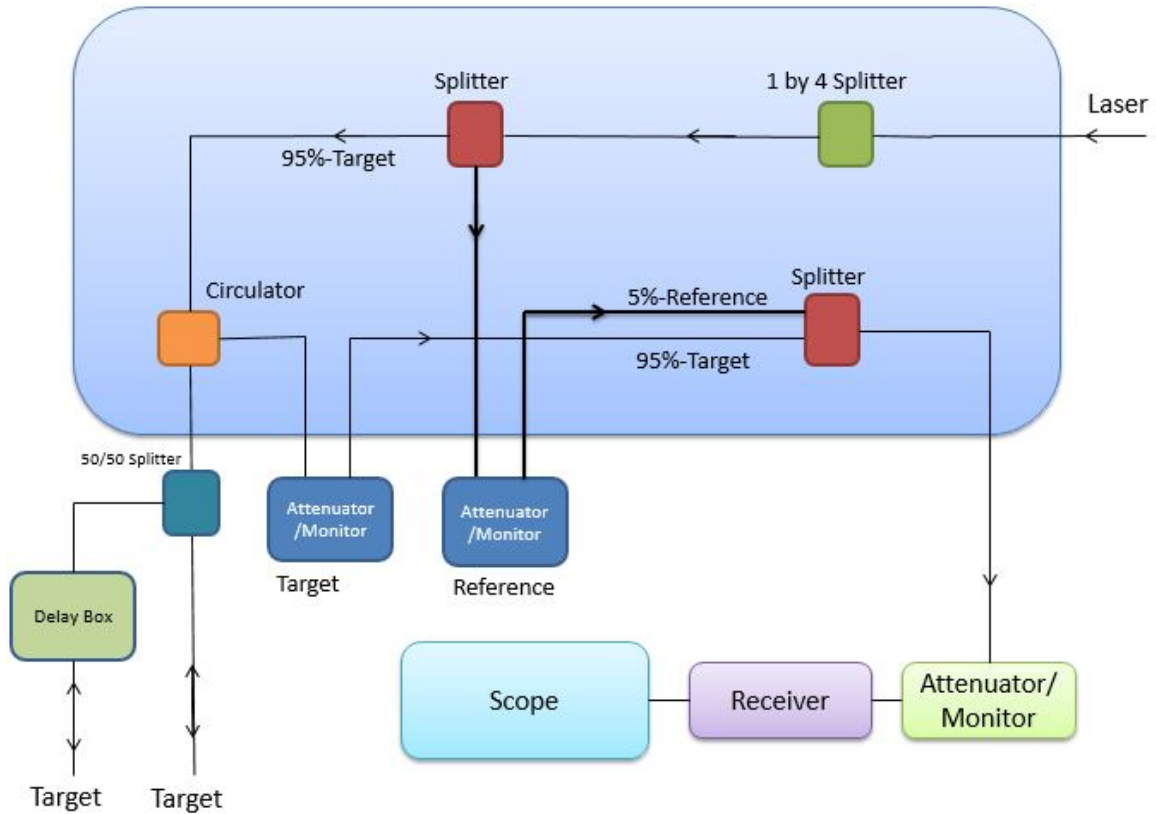 Splitter
1 by 4 Splitter
Laser
95%-Target
Circulator
5%-Reference
Splitter
95%-Target
50/50 Splitter
Attenuator
/Monitor
Attenuator
/Monitor
Target
Reference
Delay Box
Scope
Receiver
Attenuator/
Monitor
Target
Target